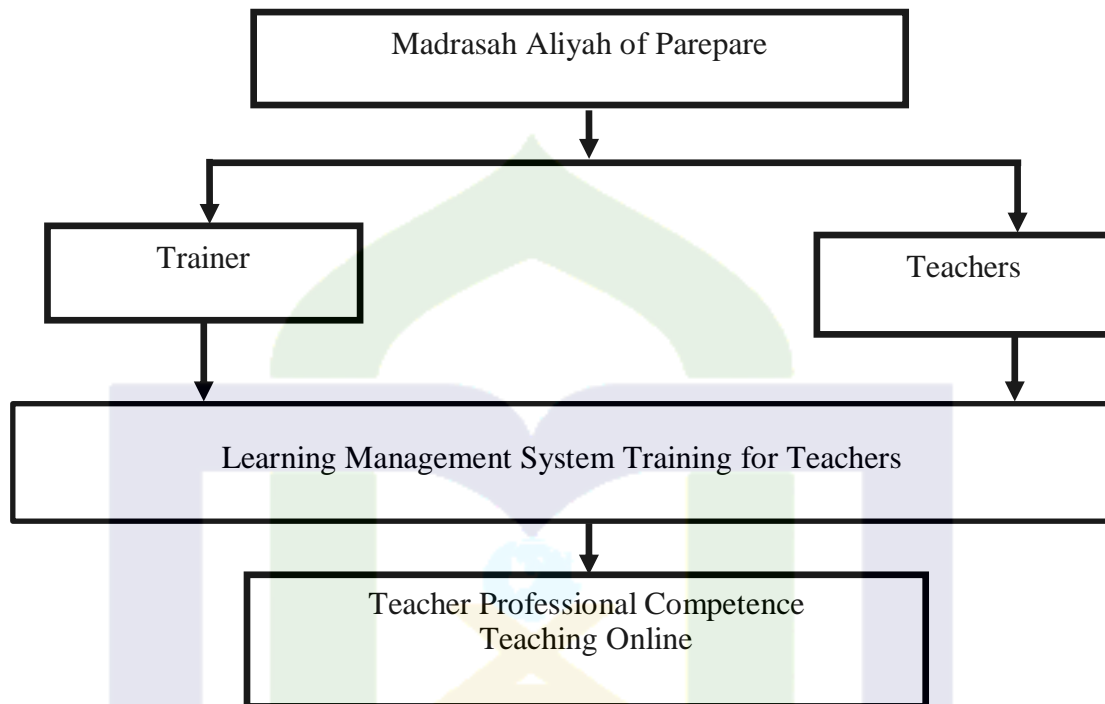 Madrasah Aliyah of Parepare
Trainer
Teachers
Learning Management System Training for Teachers
Teacher Professional Competence
Teaching Online